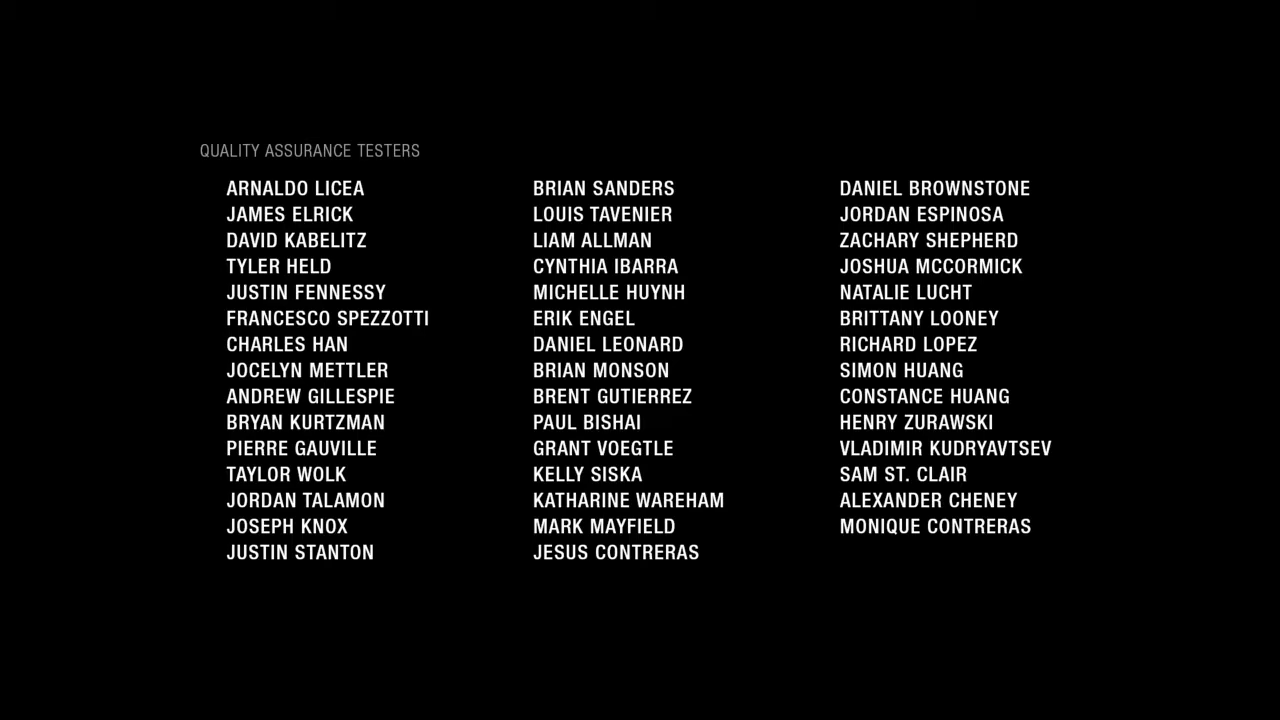 QUALITY ASSURANCE TESTERS
ARNALDO LICEA
JAMES ELRICK
DAVID KABELITZ
TYLER HELD
JUSTIN FENNESSY
FRANCESCO SPEZZOTTI
CHARLES HAN
JOCELYN METTLER
ANDREW GILLESPIE
BRYAN KURTZMAN
PIERRE GAUVILLE
TAYLOR WOLK
JORDAN TALAMON
JOSEPH KNOX
JUSTIN STANTON
BRIAN SANDERS
LOUIS TAVENIER
LIAM ALLMAN
CYNTHIA IBARRA
MICHELLE HUYNH
ERIK ENGEL
DANIEL LEONARD
BRIAN MONSON
BRENT GUTIERREZ
PAUL BISHAI
GRANT VOEGTLE
KELLY SISKA
KATHARINE WAREHAM
MARK MAYFIELD
JESUS CONTRERAS
DANIEL BROWNSTONE
JORDAN ESPINOSA
ZACHARY SHEPHERD
JOSHUA MCCORMICK
NATALIE LUCHT
BRITTANY LOONEY
RICHARD LOPEZ
SIMON HUANG
CONSTANCE HUANG
HENRY ZURAWSKI
VLADIMIR KUDRYAVTSEV
SAM ST. CLAIR
ALEXANDER CHENEY
MONIQUE CONTRERAS